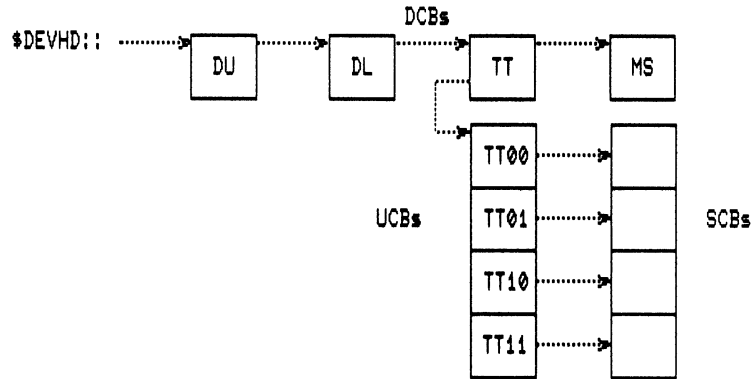 DCBs
$DEVHD::
DU
DL
TT
MS
TT00
UCBs
TT01
SCBs
TT10
TT11